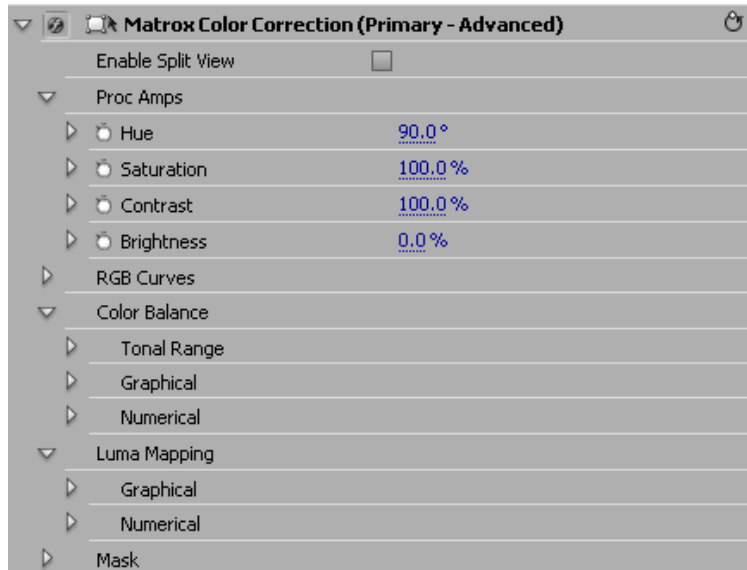 Matrox Color Correction (Primary - Advanced)
Enable Split View
Proc Amps
Hue 90.0 °
Saturation 100.0 %
Contrast 100.0 %
Brightness 0.0 %
RGB Curves
Color Balance
Tonal Range
Graphical
Numerical
Luma Mapping
Graphical
Numerical
Mask